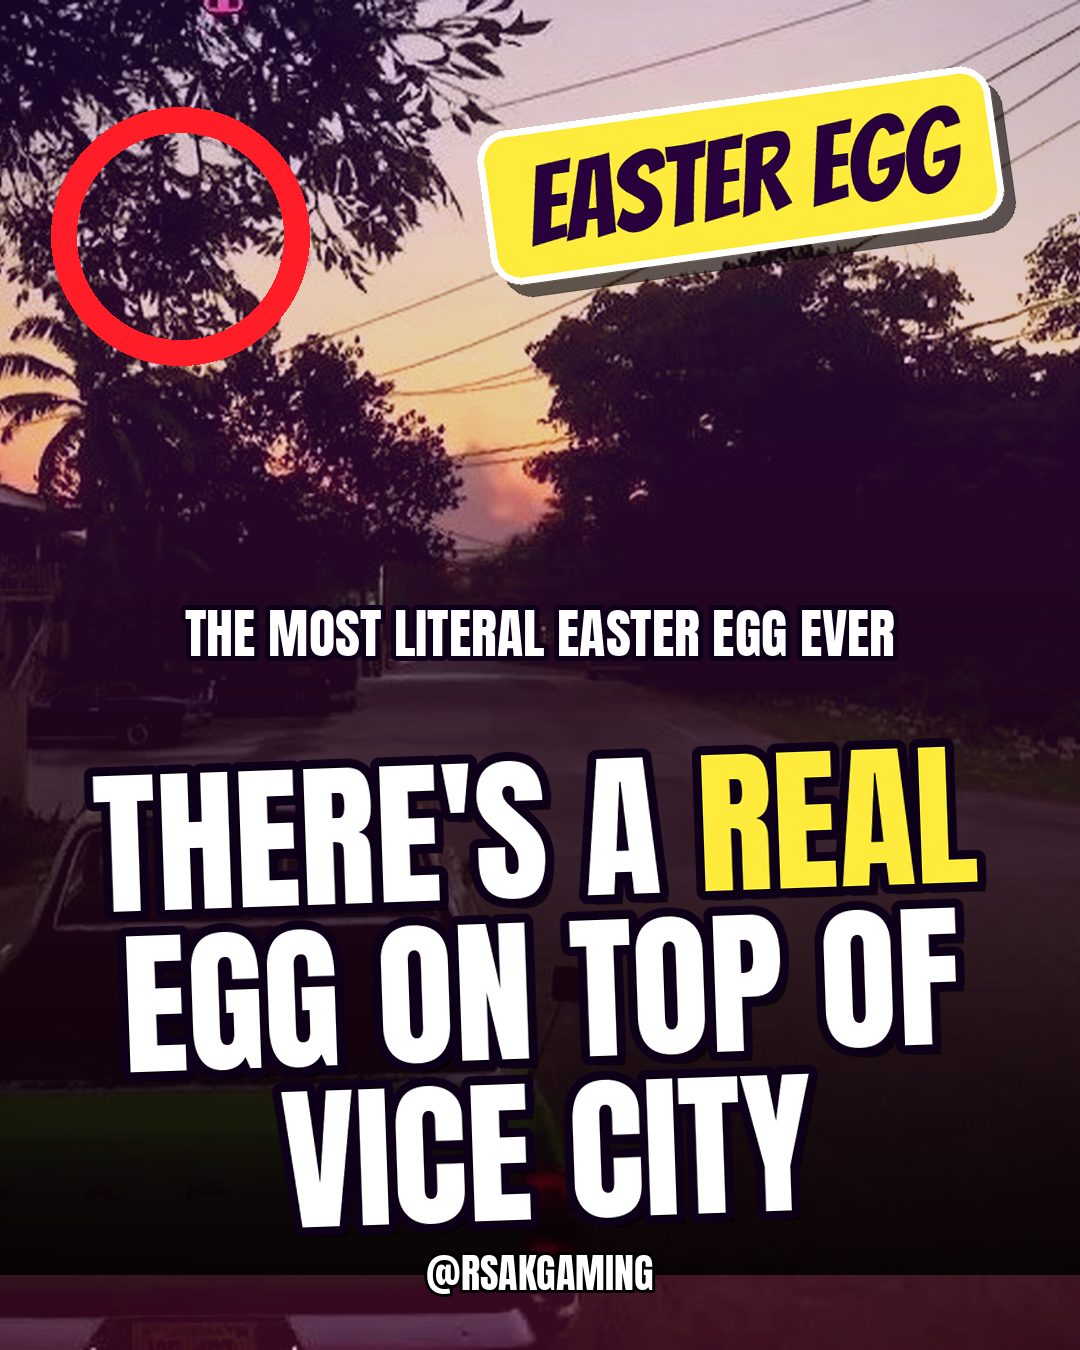 EASTER EGG
THE MOST LITERAL EASTER EGG EVER
THERE'S A REAL
EGG ON TOP OF
VICE CITY
@RSAKGAMING